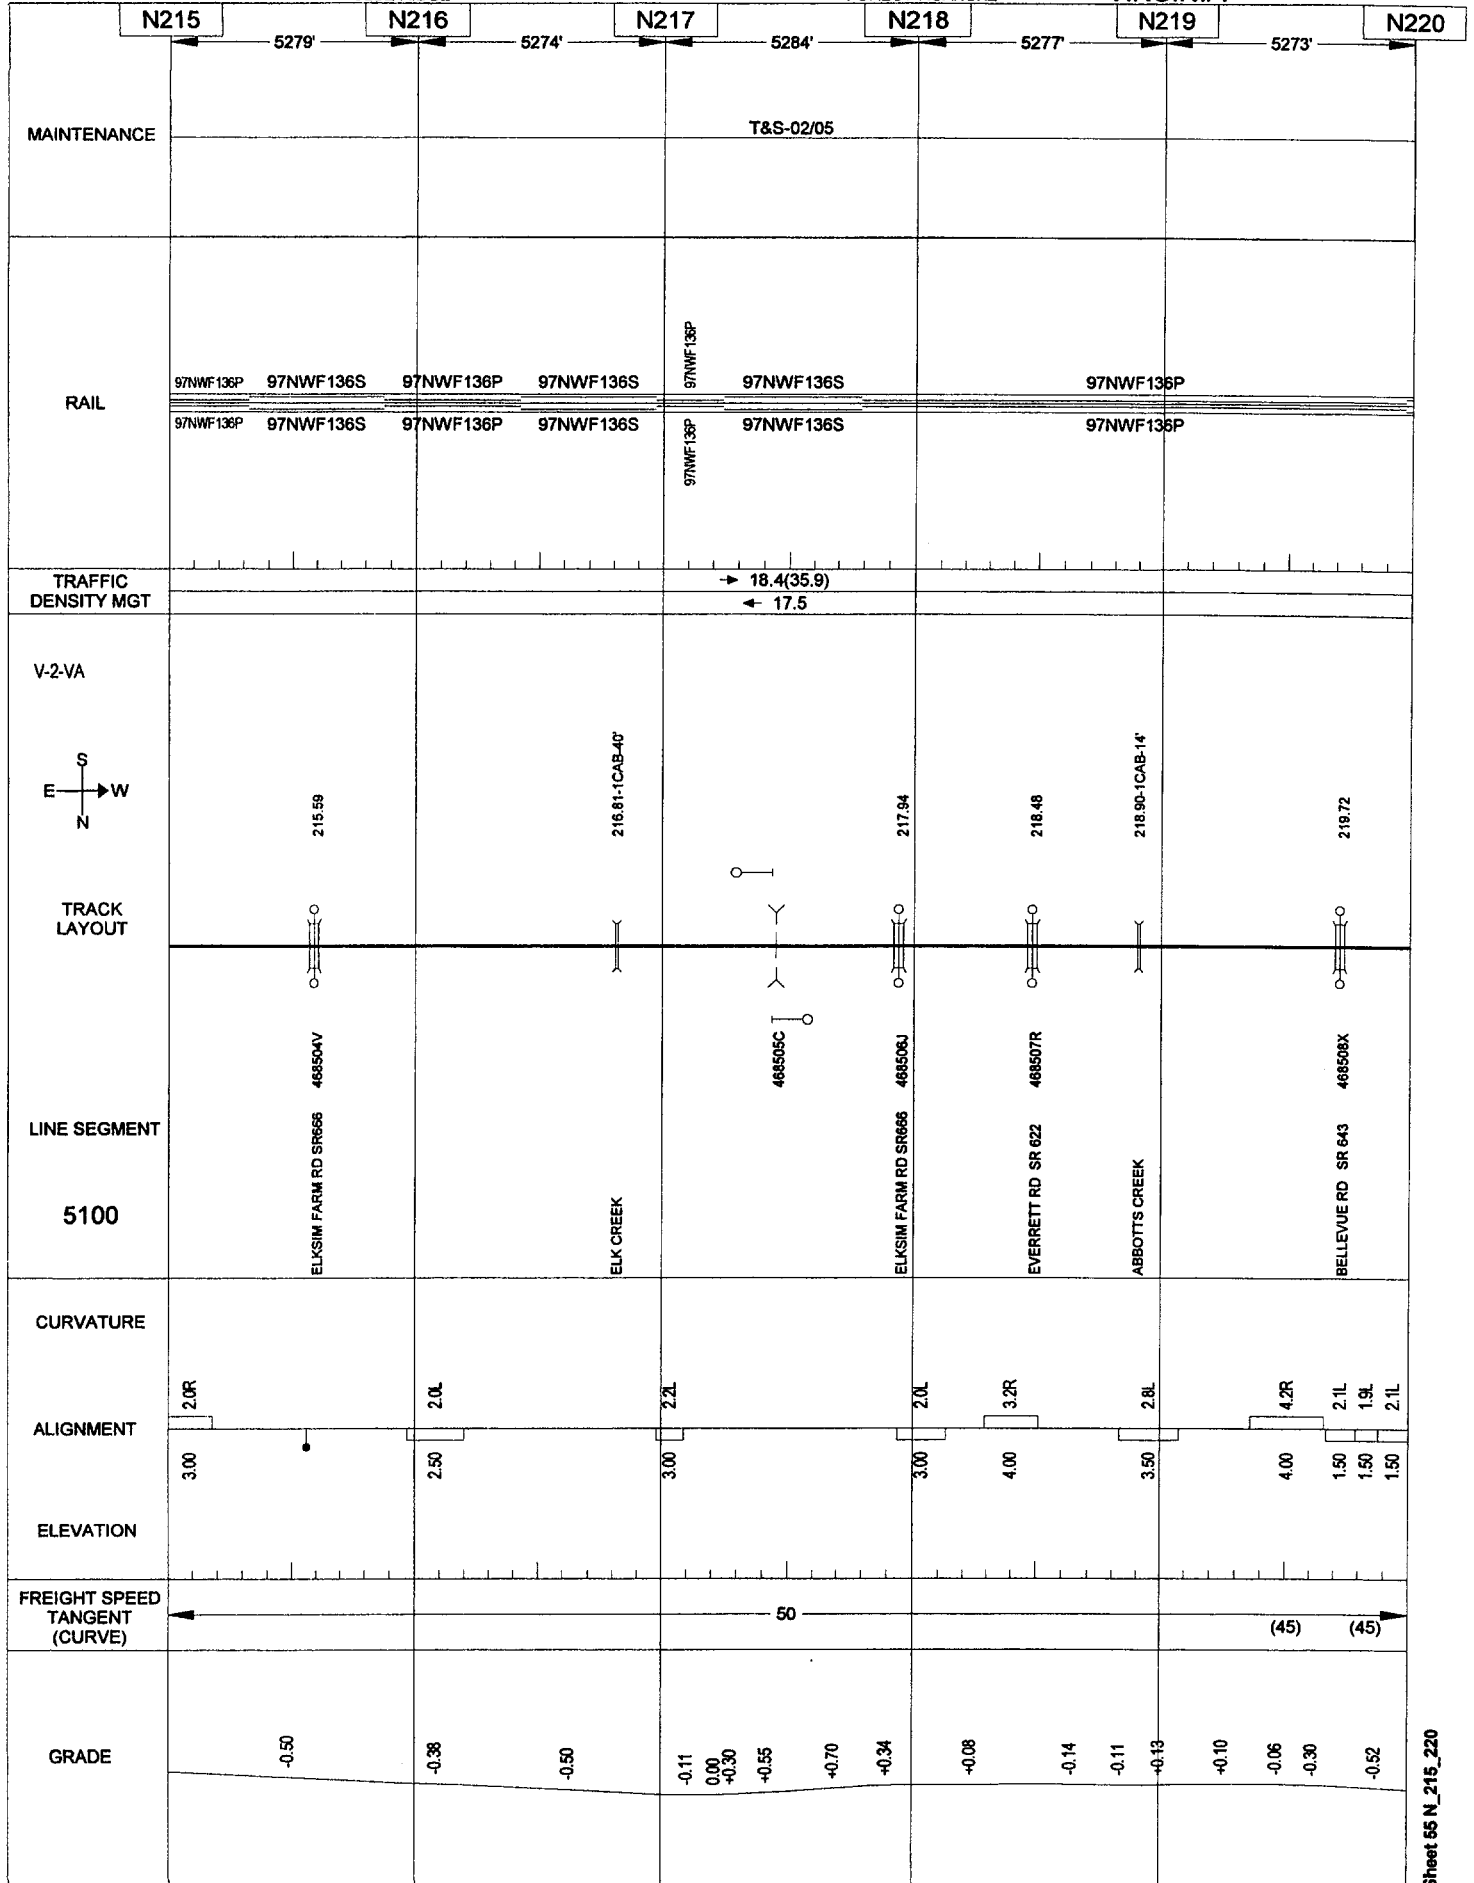 N215 N216 N217 N218 N219 N220
5279' 5274' 5284' 5277' 5273'
MAINTENANCE
T&S-02/05
RAIL
97NWF136P 97NWF136S 97NWF136P 97NWF136S 97NWF136P 97NWF136S 97NWF136P
97NWF136P 97NWF136S 97NWF136P 97NWF136S 97NWF136P 97NWF136S 97NWF136P
TRAFFIC
DENSITY MGT
→ 18.4(35.9)
← 17.5
V-2-VA
S
E W
N
215.59
216.81-1CAB-40'
217.94
218.48
218.90-1CAB-14'
219.72
TRACK
LAYOUT
LINE SEGMENT
5100
ELKSIM FARM RD SR666 468504V
ELK CREEK
468505C
ELKSIM FARM RD SR666 468506J
EVERRETT RD SR 622 468507R
ABBOTTS CREEK
BELLEVUE RD SR 643 468508X
CURVATURE
2.0R 2.0L 2.2L 2.0L 3.2R 2.8L 4.2R 2.1L 1.9L 2.1L
ALIGNMENT
3.00 2.50 3.00 3.00 4.00 3.50 4.00 1.50 1.50 1.50
ELEVATION
FREIGHT SPEED
TANGENT
(CURVE)
50
(45) (45)
GRADE
-0.50 -0.38 -0.50 -0.11 0.00 +0.30 +0.55 +0.70 +0.34 +0.08 -0.14 -0.11 +0.13 +0.10 -0.06 -0.30 -0.52
Sheet 55 N_215_220